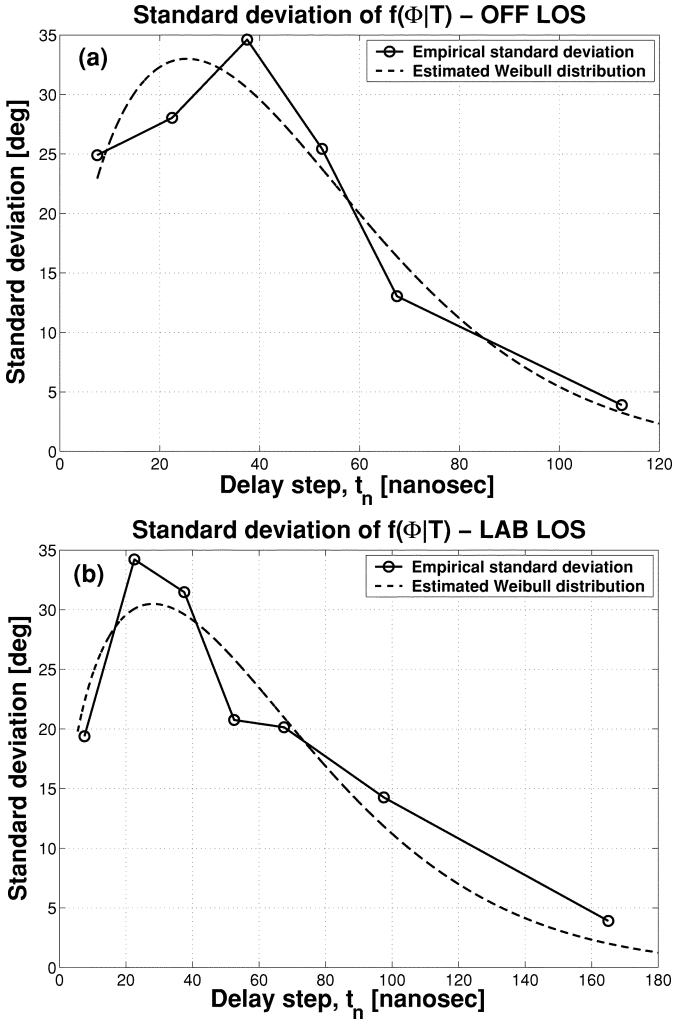 Standard deviation of f(Φ|T) − OFF LOS
(a)
Empirical standard deviation
Estimated Weibull distribution
Standard deviation [deg]
35
30
25
20
15
10
5
0
0 20 40 60 80 100 120
Delay step, tn [nanosec]
Standard deviation of f(Φ|T) − LAB LOS
(b)
Empirical standard deviation
Estimated Weibull distribution
Standard deviation [deg]
35
30
25
20
15
10
5
0
0 20 40 60 80 100 120 140 160 180
Delay step, tn [nanosec]